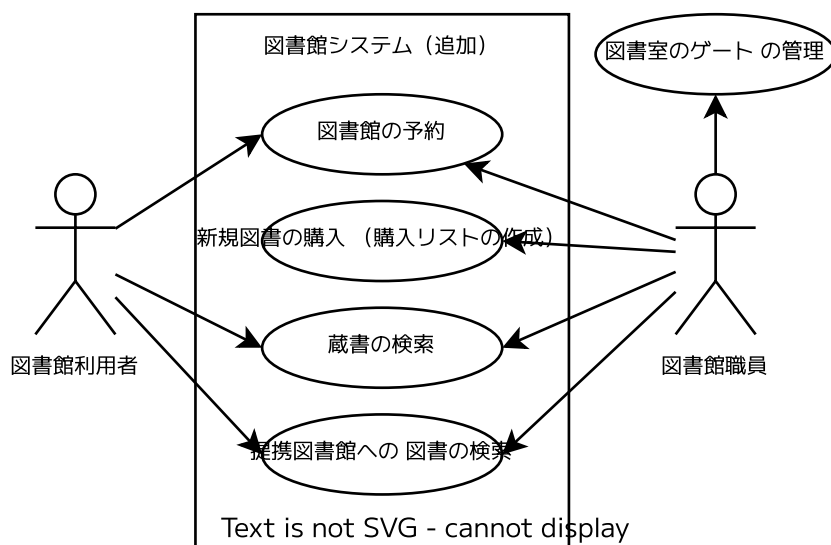 図書館システム（追加）
図書室のゲート の管理
図書館の予約
新規図書の購入 （購入リストの作成）
蔵書の検索
図書館利用者
図書館職員
提携図書館への 図書の検索
Text is not SVG - cannot display